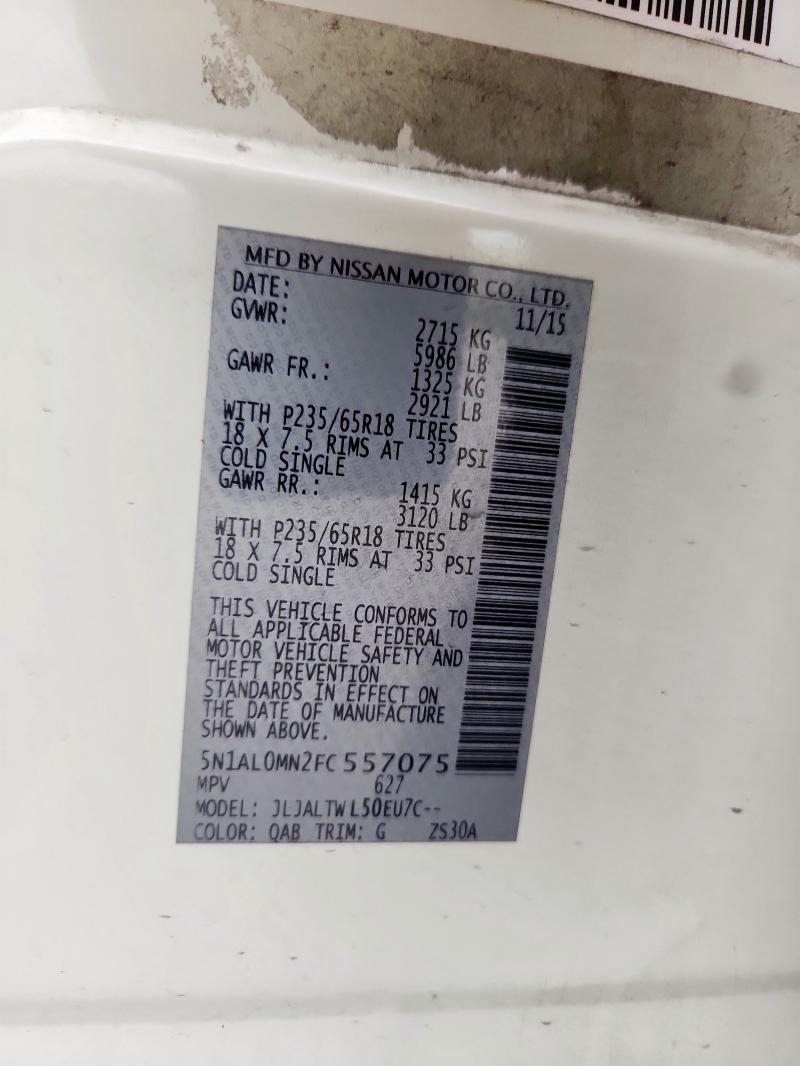 MFD BY NISSAN MOTOR CO., LTD.
DATE: 11/15
GVWR: 2715 KG
5986 LB
GAWR FR.: 1325 KG
2921 LB
WITH P235/65R18 TIRES
18 X 7.5 RIMS AT 33 PSI
COLD SINGLE
GAWR RR.: 1415 KG
3120 LB
WITH P235/65R18 TIRES
18 X 7.5 RIMS AT 33 PSI
COLD SINGLE
THIS VEHICLE CONFORMS TO
ALL APPLICABLE FEDERAL
MOTOR VEHICLE SAFETY AND
THEFT PREVENTION
STANDARDS IN EFFECT ON
THE DATE OF MANUFACTURE
SHOWN ABOVE.
5N1AL0MN2FC557075
MPV 627
MODEL: JLJALTWL50EU7C--
COLOR: QAB TRIM: G ZS30A